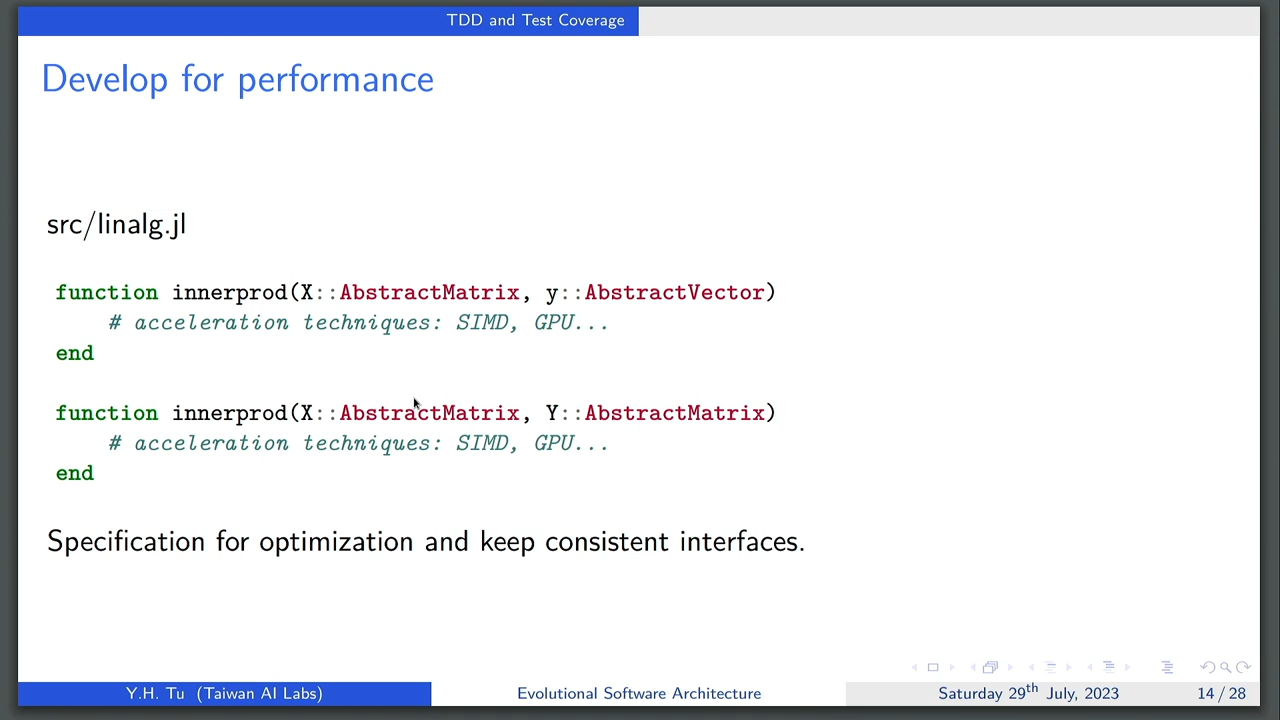 TDD and Test Coverage
Develop for performance
src/linalg.jl
function innerprod(X::AbstractMatrix, y::AbstractVector)
    # acceleration techniques: SIMD, GPU...
end
function innerprod(X::AbstractMatrix, Y::AbstractMatrix)
    # acceleration techniques: SIMD, GPU...
end
Specification for optimization and keep consistent interfaces.
Y.H. Tu (Taiwan AI Labs)
Evolutional Software Architecture
Saturday 29th July, 2023
14 / 28